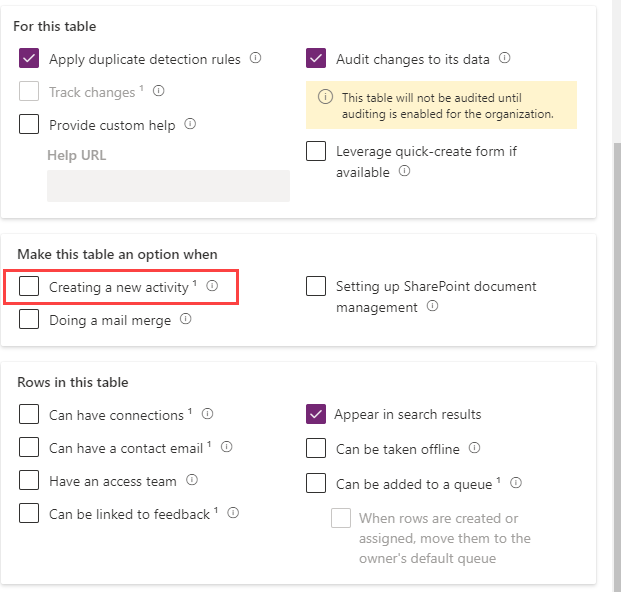 For this table
Apply duplicate detection rules
Audit changes to its data
Track changes 1
This table will not be audited until
auditing is enabled for the organization.
Provide custom help
Help URL
Leverage quick-create form if
available
Make this table an option when
Creating a new activity 1
Setting up SharePoint document
management
Doing a mail merge
Rows in this table
Can have connections 1
Appear in search results
Can have a contact email 1
Can be taken offline
Have an access team
Can be added to a queue 1
Can be linked to feedback 1
When rows are created or
assigned, move them to the
owner's default queue